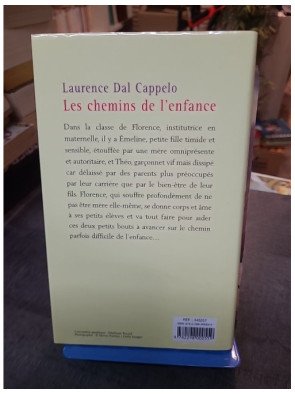 Laurence Dal Cappelo
Les chemins de l'enfance
Dans la classe de Florence, institutrice en
maternelle, il y a Émeline, petite fille timide et
sensible, étouffée par une mère omniprésente
et autoritaire, et Théo, garçonnet vif mais dissipé
car délaissé par des parents plus préoccupés
par leur carrière que par le bien-être de leur
fils. Florence, qui souffre profondément de ne
pas être mère elle-même, se donne corps et âme
à ses petits élèves et va tout faire pour aider
ces deux petits bouts à avancer sur le chemin
parfois difficile de l'enfance...